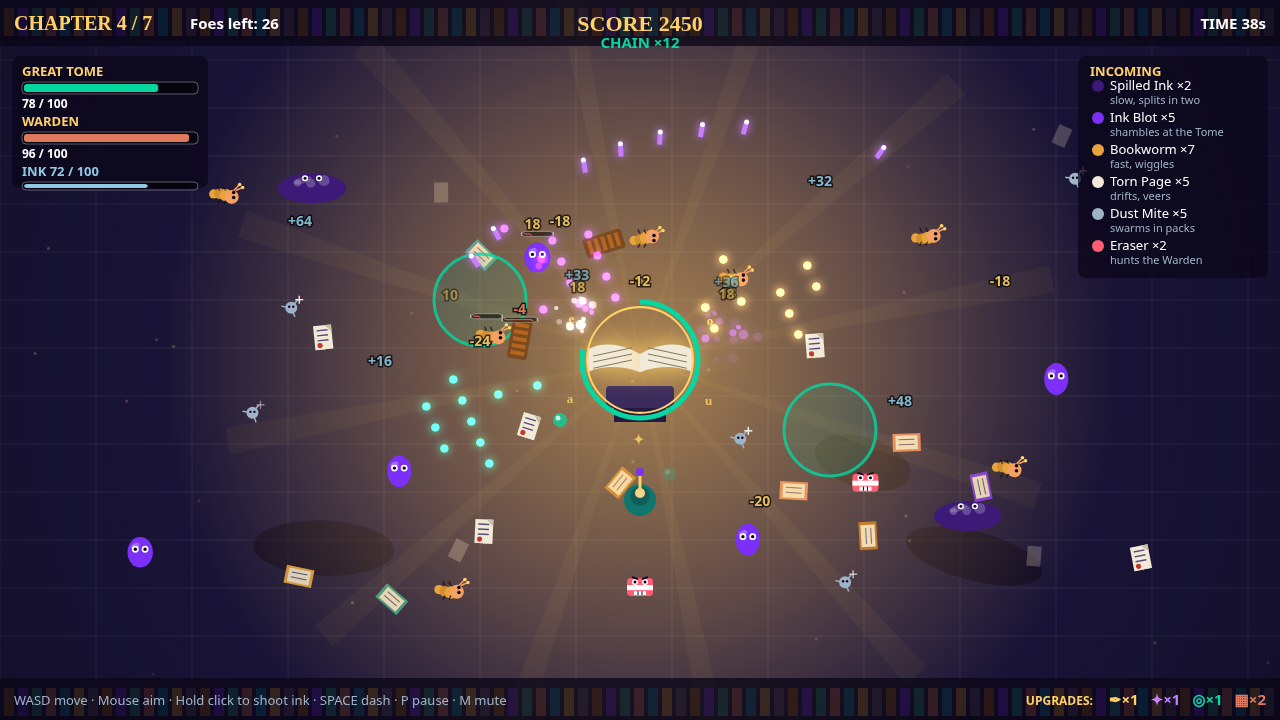 CHAPTER 4 / 7
Foes left: 26
SCORE 2450
CHAIN ×12
TIME 38s
GREAT TOME
78 / 100
WARDEN
96 / 100
INK 72 / 100
INCOMING
Spilled Ink ×2
slow, splits in two
Ink Blot ×5
shambles at the Tome
Bookworm ×7
fast, wiggles
Torn Page ×5
drifts, veers
Dust Mite ×5
swarms in packs
Eraser ×2
hunts the Warden
+32
+64
18 -18
+33
18
-12
+36
18
-18
10
-4
-24
+16
+48
a
u
-20
WASD move · Mouse aim · Hold click to shoot ink · SPACE dash · P pause · M mute
UPGRADES: ✒×1 ✦×1 ◎×1 ▦×2